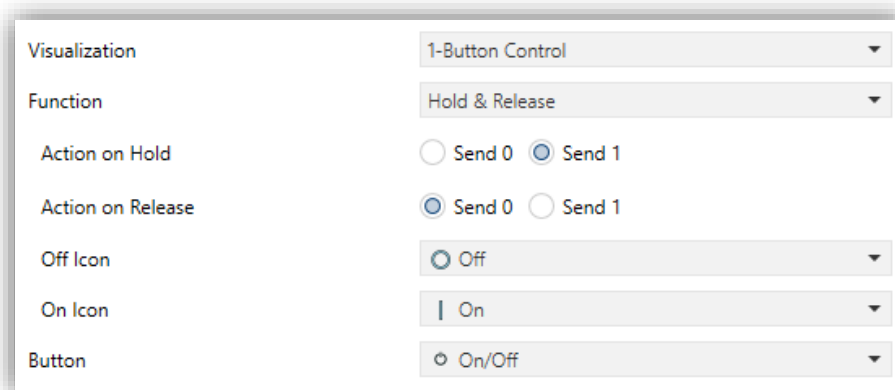 Visualization 1-Button Control
Function Hold & Release
Action on Hold Send 0 Send 1
Action on Release Send 0 Send 1
Off Icon Off
On Icon On
Button On/Off